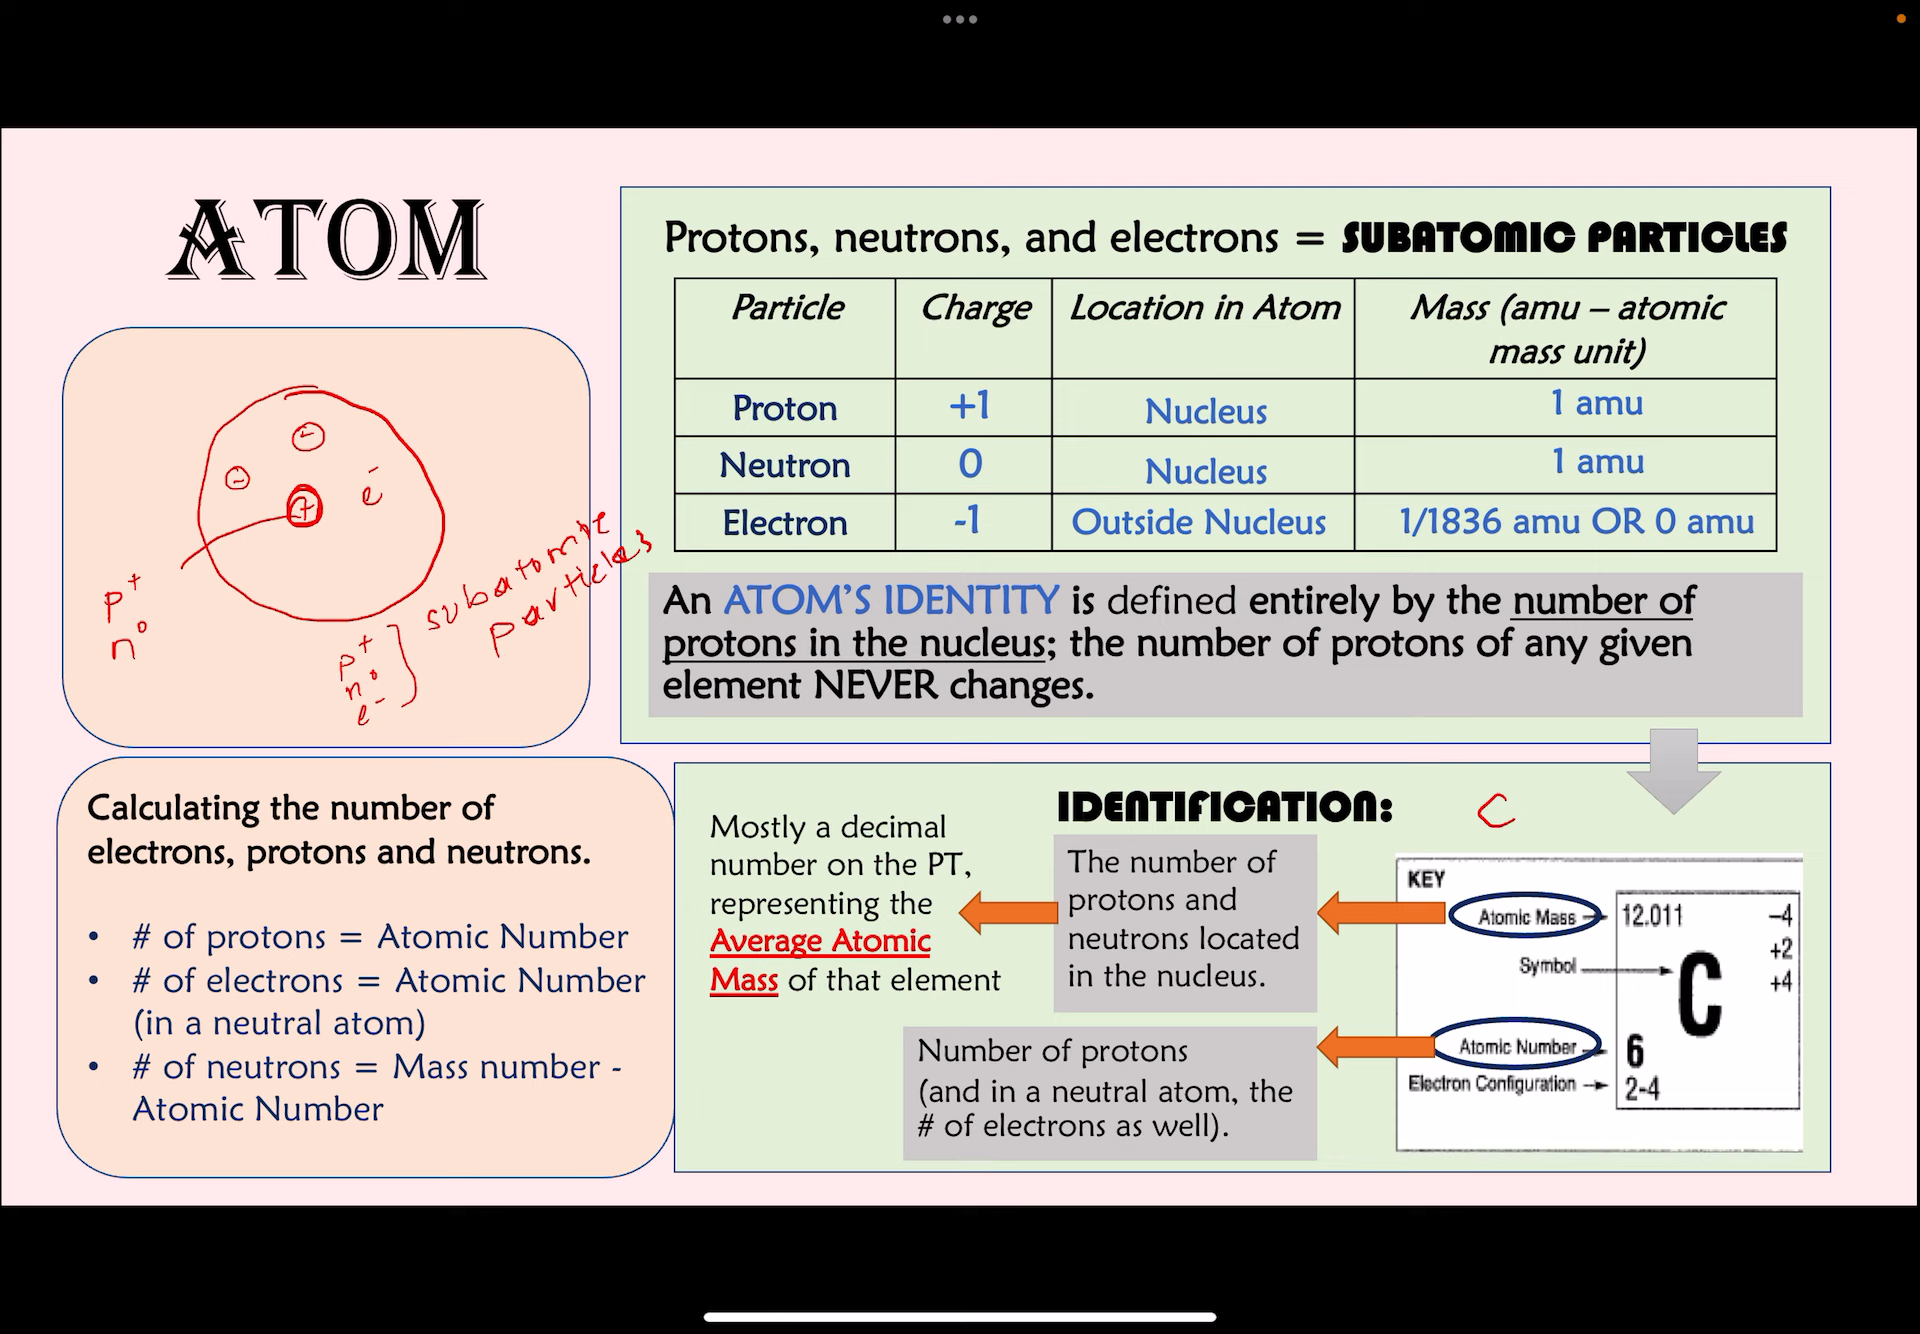 ATOM
p⁺
n⁰
p⁺
n⁰
e⁻
subatomic
particles
e⁻
Protons, neutrons, and electrons = SUBATOMIC PARTICLES
Particle Charge Location in Atom Mass (amu – atomic
mass unit)
Proton +1 Nucleus 1 amu
Neutron 0 Nucleus 1 amu
Electron -1 Outside Nucleus 1/1836 amu OR 0 amu
An ATOM'S IDENTITY is defined entirely by the number of
protons in the nucleus; the number of protons of any given
element NEVER changes.
Calculating the number of
electrons, protons and neutrons.
• # of protons = Atomic Number
• # of electrons = Atomic Number
(in a neutral atom)
• # of neutrons = Mass number -
Atomic Number
IDENTIFICATION:
C
Mostly a decimal
number on the PT,
representing the
Average Atomic
Mass of that element
The number of
protons and
neutrons located
in the nucleus.
Number of protons
(and in a neutral atom, the
# of electrons as well).
KEY
Atomic Mass 12.011 –4
+2
+4
Symbol C
Atomic Number 6
Electron Configuration 2-4